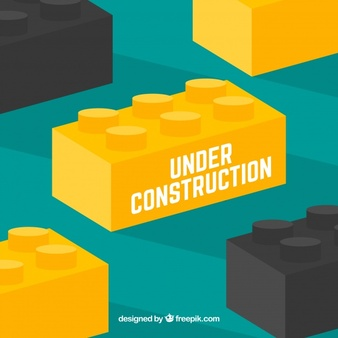 UNDER
CONSTRUCTION
designed by freepik.com